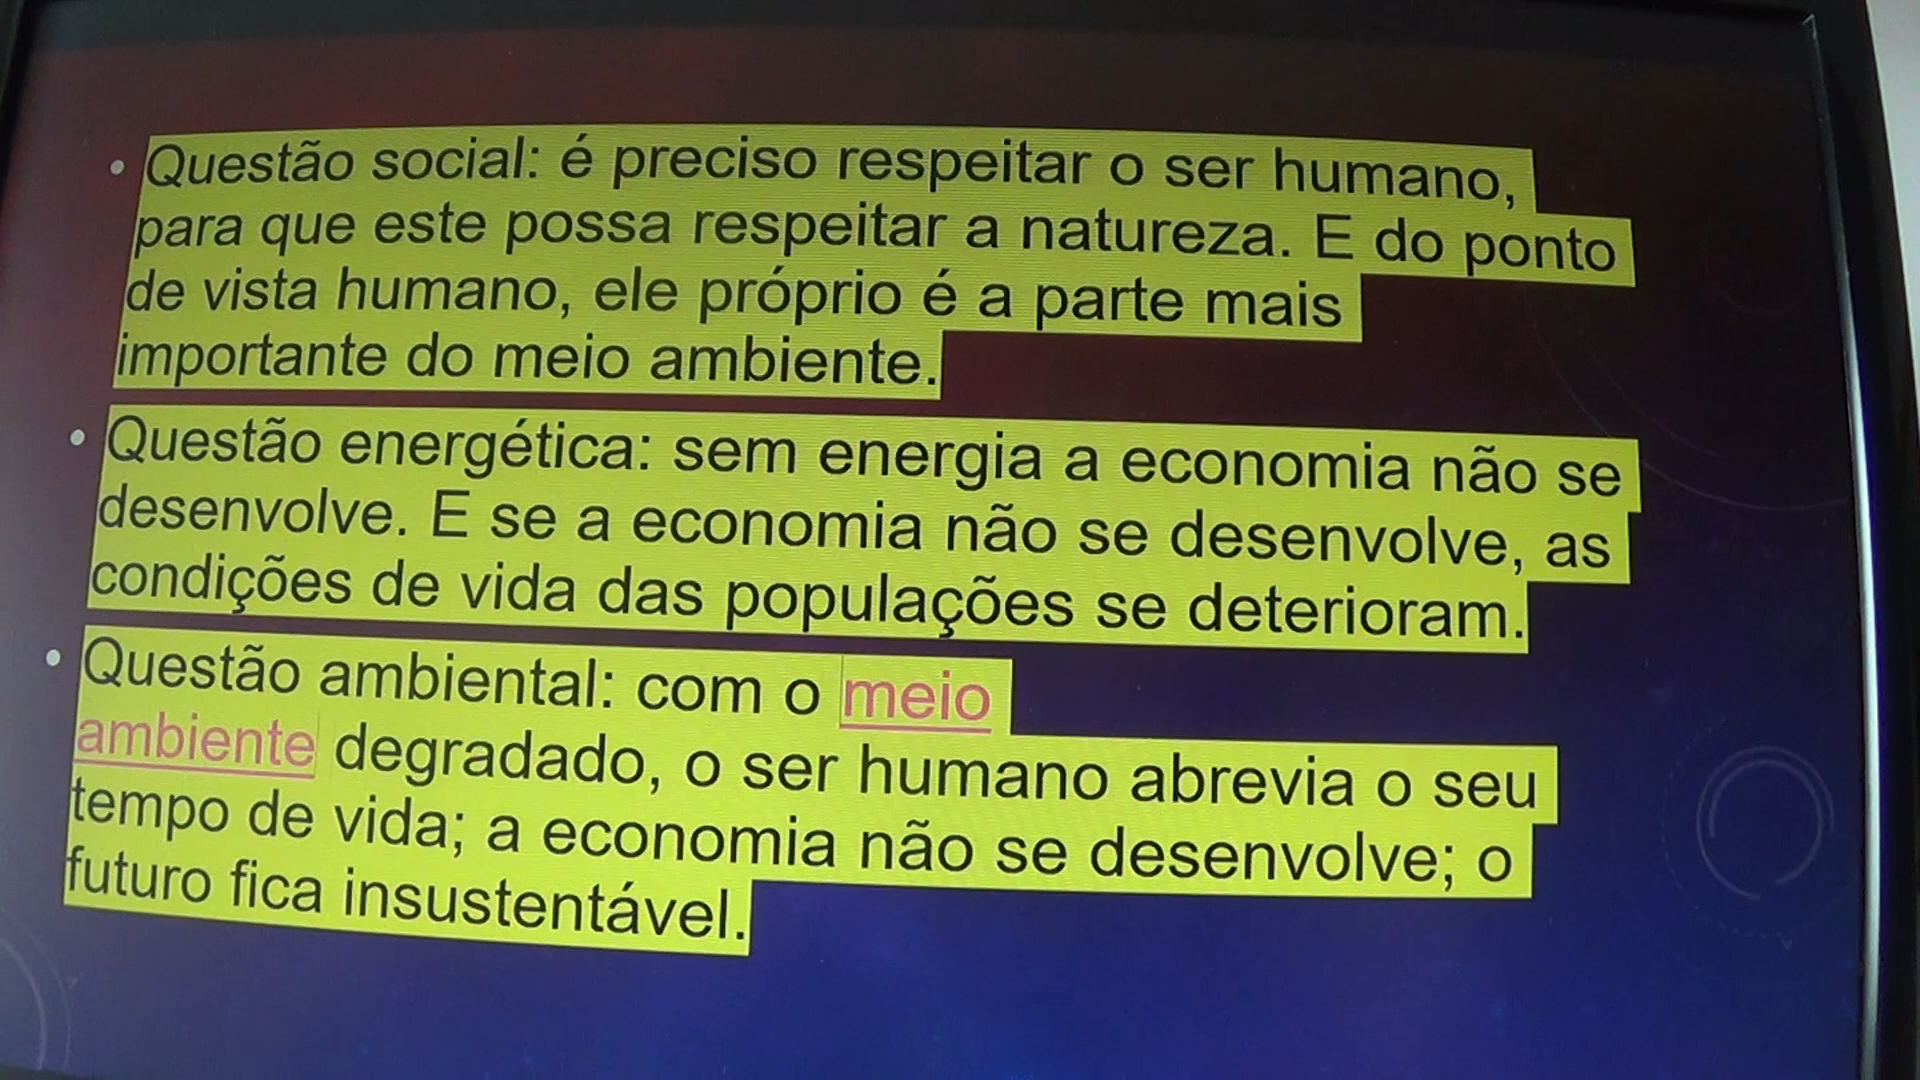 • Questão social: é preciso respeitar o ser humano,
para que este possa respeitar a natureza. E do ponto
de vista humano, ele próprio é a parte mais
importante do meio ambiente.
• Questão energética: sem energia a economia não se
desenvolve. E se a economia não se desenvolve, as
condições de vida das populações se deterioram.
• Questão ambiental: com o meio
ambiente degradado, o ser humano abrevia o seu
tempo de vida; a economia não se desenvolve; o
futuro fica insustentável.